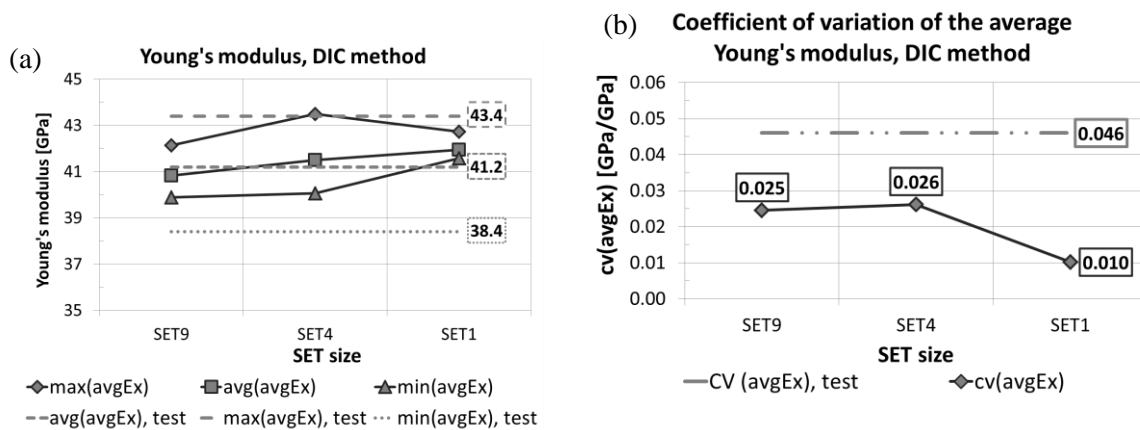 (a)
Young's modulus, DIC method
Young's modulus [GPa]
45
43
41
39
37
35
43.4
41.2
38.4
SET9 SET4 SET1
SET size
max(avgEx) avg(avgEx) min(avgEx)
avg(avgEx), test max(avgEx), test min(avgEx), test
(b)
Coefficient of variation of the average
Young's modulus, DIC method
cv(avgEx) [GPa/GPa]
0.06
0.05
0.04
0.03
0.02
0.01
0.00
0.046
0.025
0.026
0.010
SET9 SET4 SET1
SET size
CV (avgEx), test cv(avgEx)